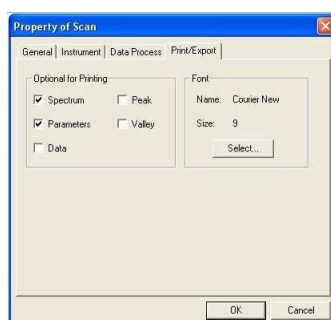 Property of Scan
General Instrument Data Process Print/Export
Optional for Printing
Spectrum Peak
Parameters Valley
Data
Font
Name: Courier New
Size: 9
Select...
OK Cancel